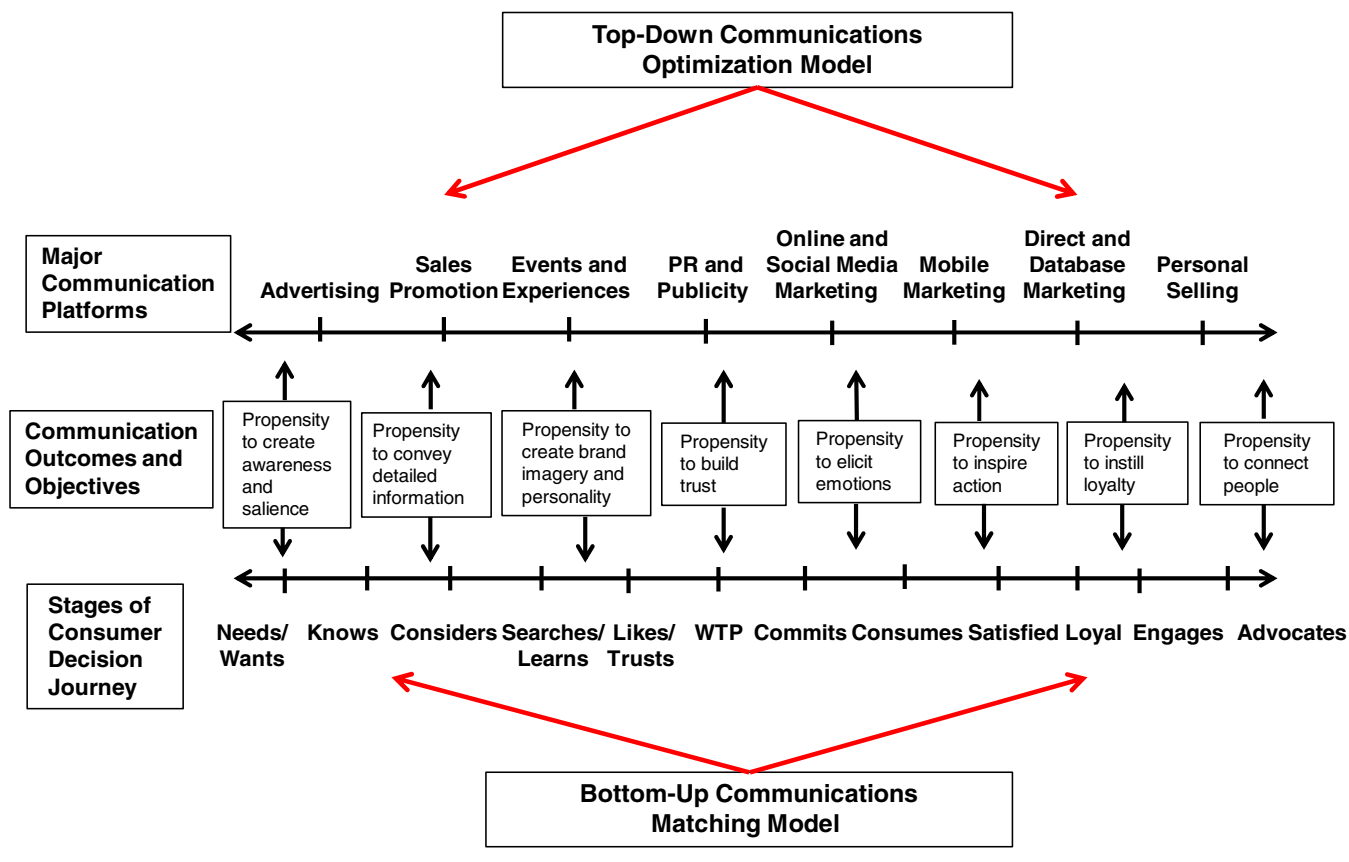 Top-Down Communications
Optimization Model
Major
Communication
Platforms
Advertising
Sales
Promotion
Events and
Experiences
PR and
Publicity
Online and
Social Media
Marketing
Mobile
Marketing
Direct and
Database
Marketing
Personal
Selling
Communication
Outcomes and
Objectives
Propensity
to create
awareness
and
salience
Propensity
to convey
detailed
information
Propensity to
create brand
imagery and
personality
Propensity
to build
trust
Propensity
to elicit
emotions
Propensity
to inspire
action
Propensity
to instill
loyalty
Propensity
to connect
people
Stages of
Consumer
Decision
Journey
Needs/
Wants
Knows
Considers
Searches/
Learns
Likes/
Trusts
WTP
Commits
Consumes
Satisfied
Loyal
Engages
Advocates
Bottom-Up Communications
Matching Model